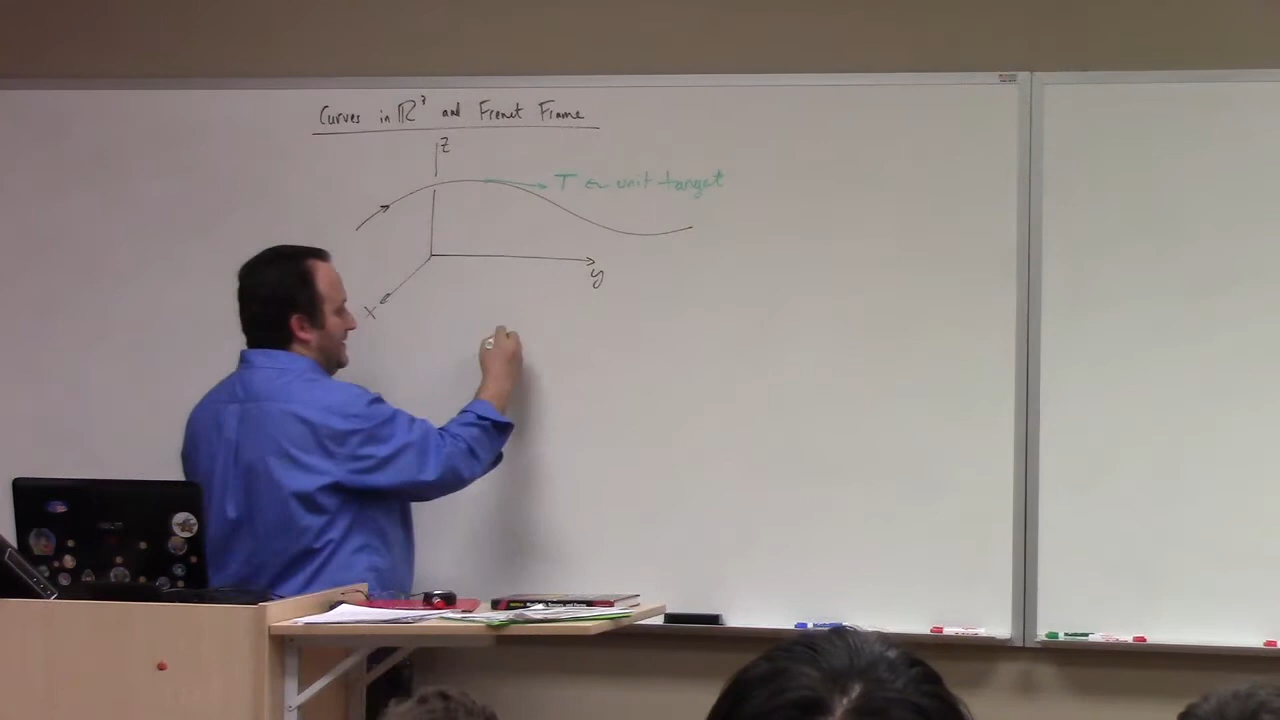 Curves in ℝ³ and Frenet Frame
z
T ← unit tangent
y
x